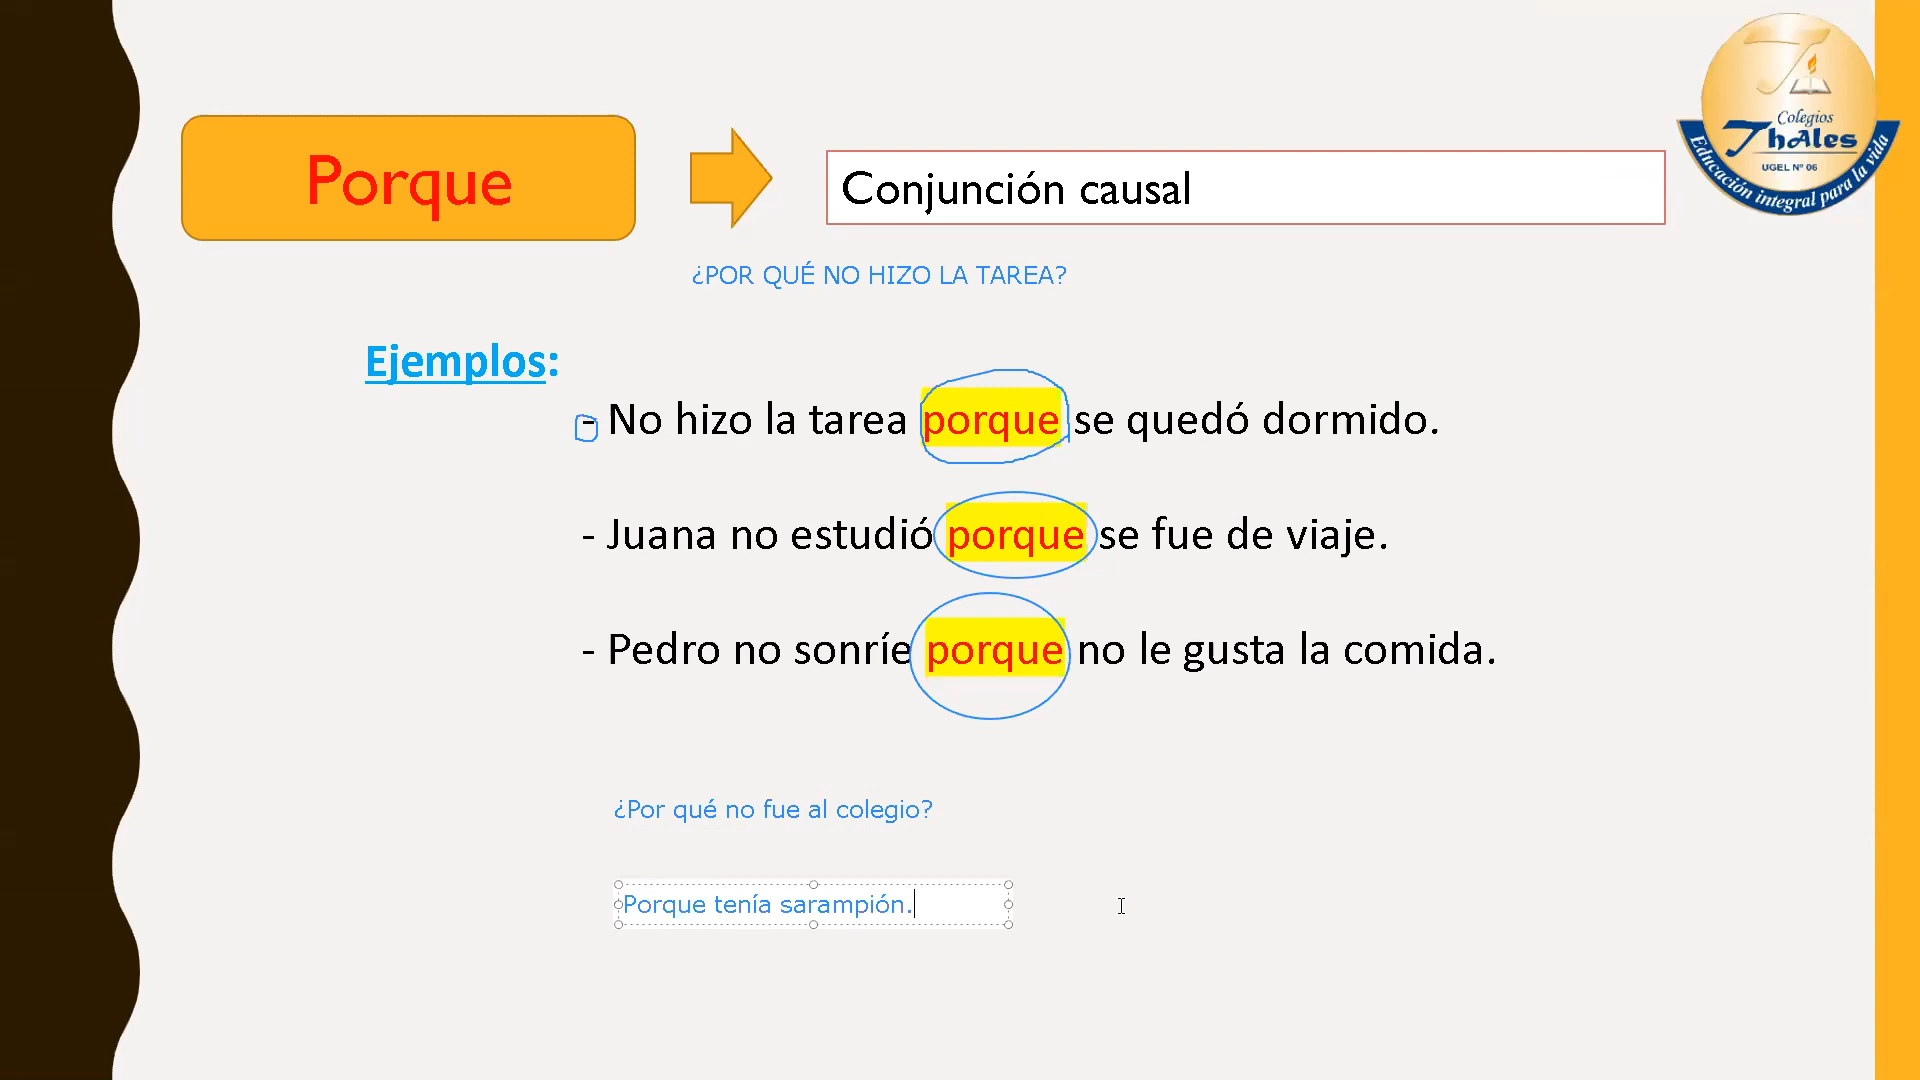 Colegios
Thales
UGEL Nº 06
Educación integral para la vida
Porque
Conjunción causal
¿POR QUÉ NO HIZO LA TAREA?
Ejemplos:
- No hizo la tarea porque se quedó dormido.
- Juana no estudió porque se fue de viaje.
- Pedro no sonríe porque no le gusta la comida.
¿Por qué no fue al colegio?
Porque tenía sarampión.